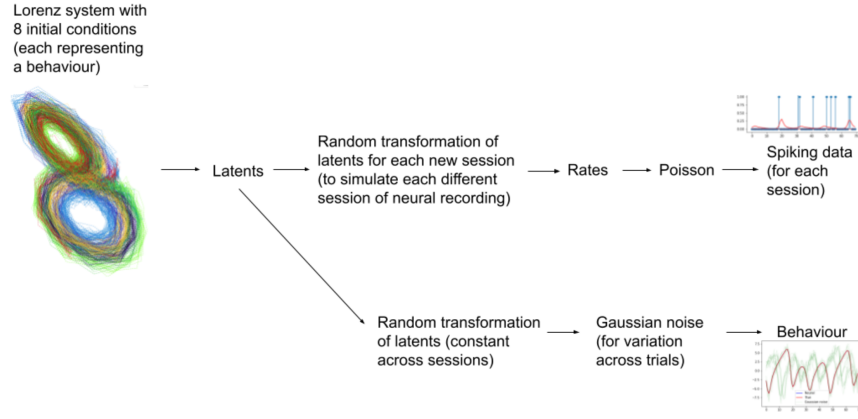 Lorenz system with
8 initial conditions
(each representing
a behaviour)
Latents
Random transformation of
latents for each new session
(to simulate each different
session of neural recording)
Rates
Poisson
Spiking data
(for each
session)
Random transformation
of latents (constant
across sessions)
Gaussian noise
(for variation
across trials)
Behaviour